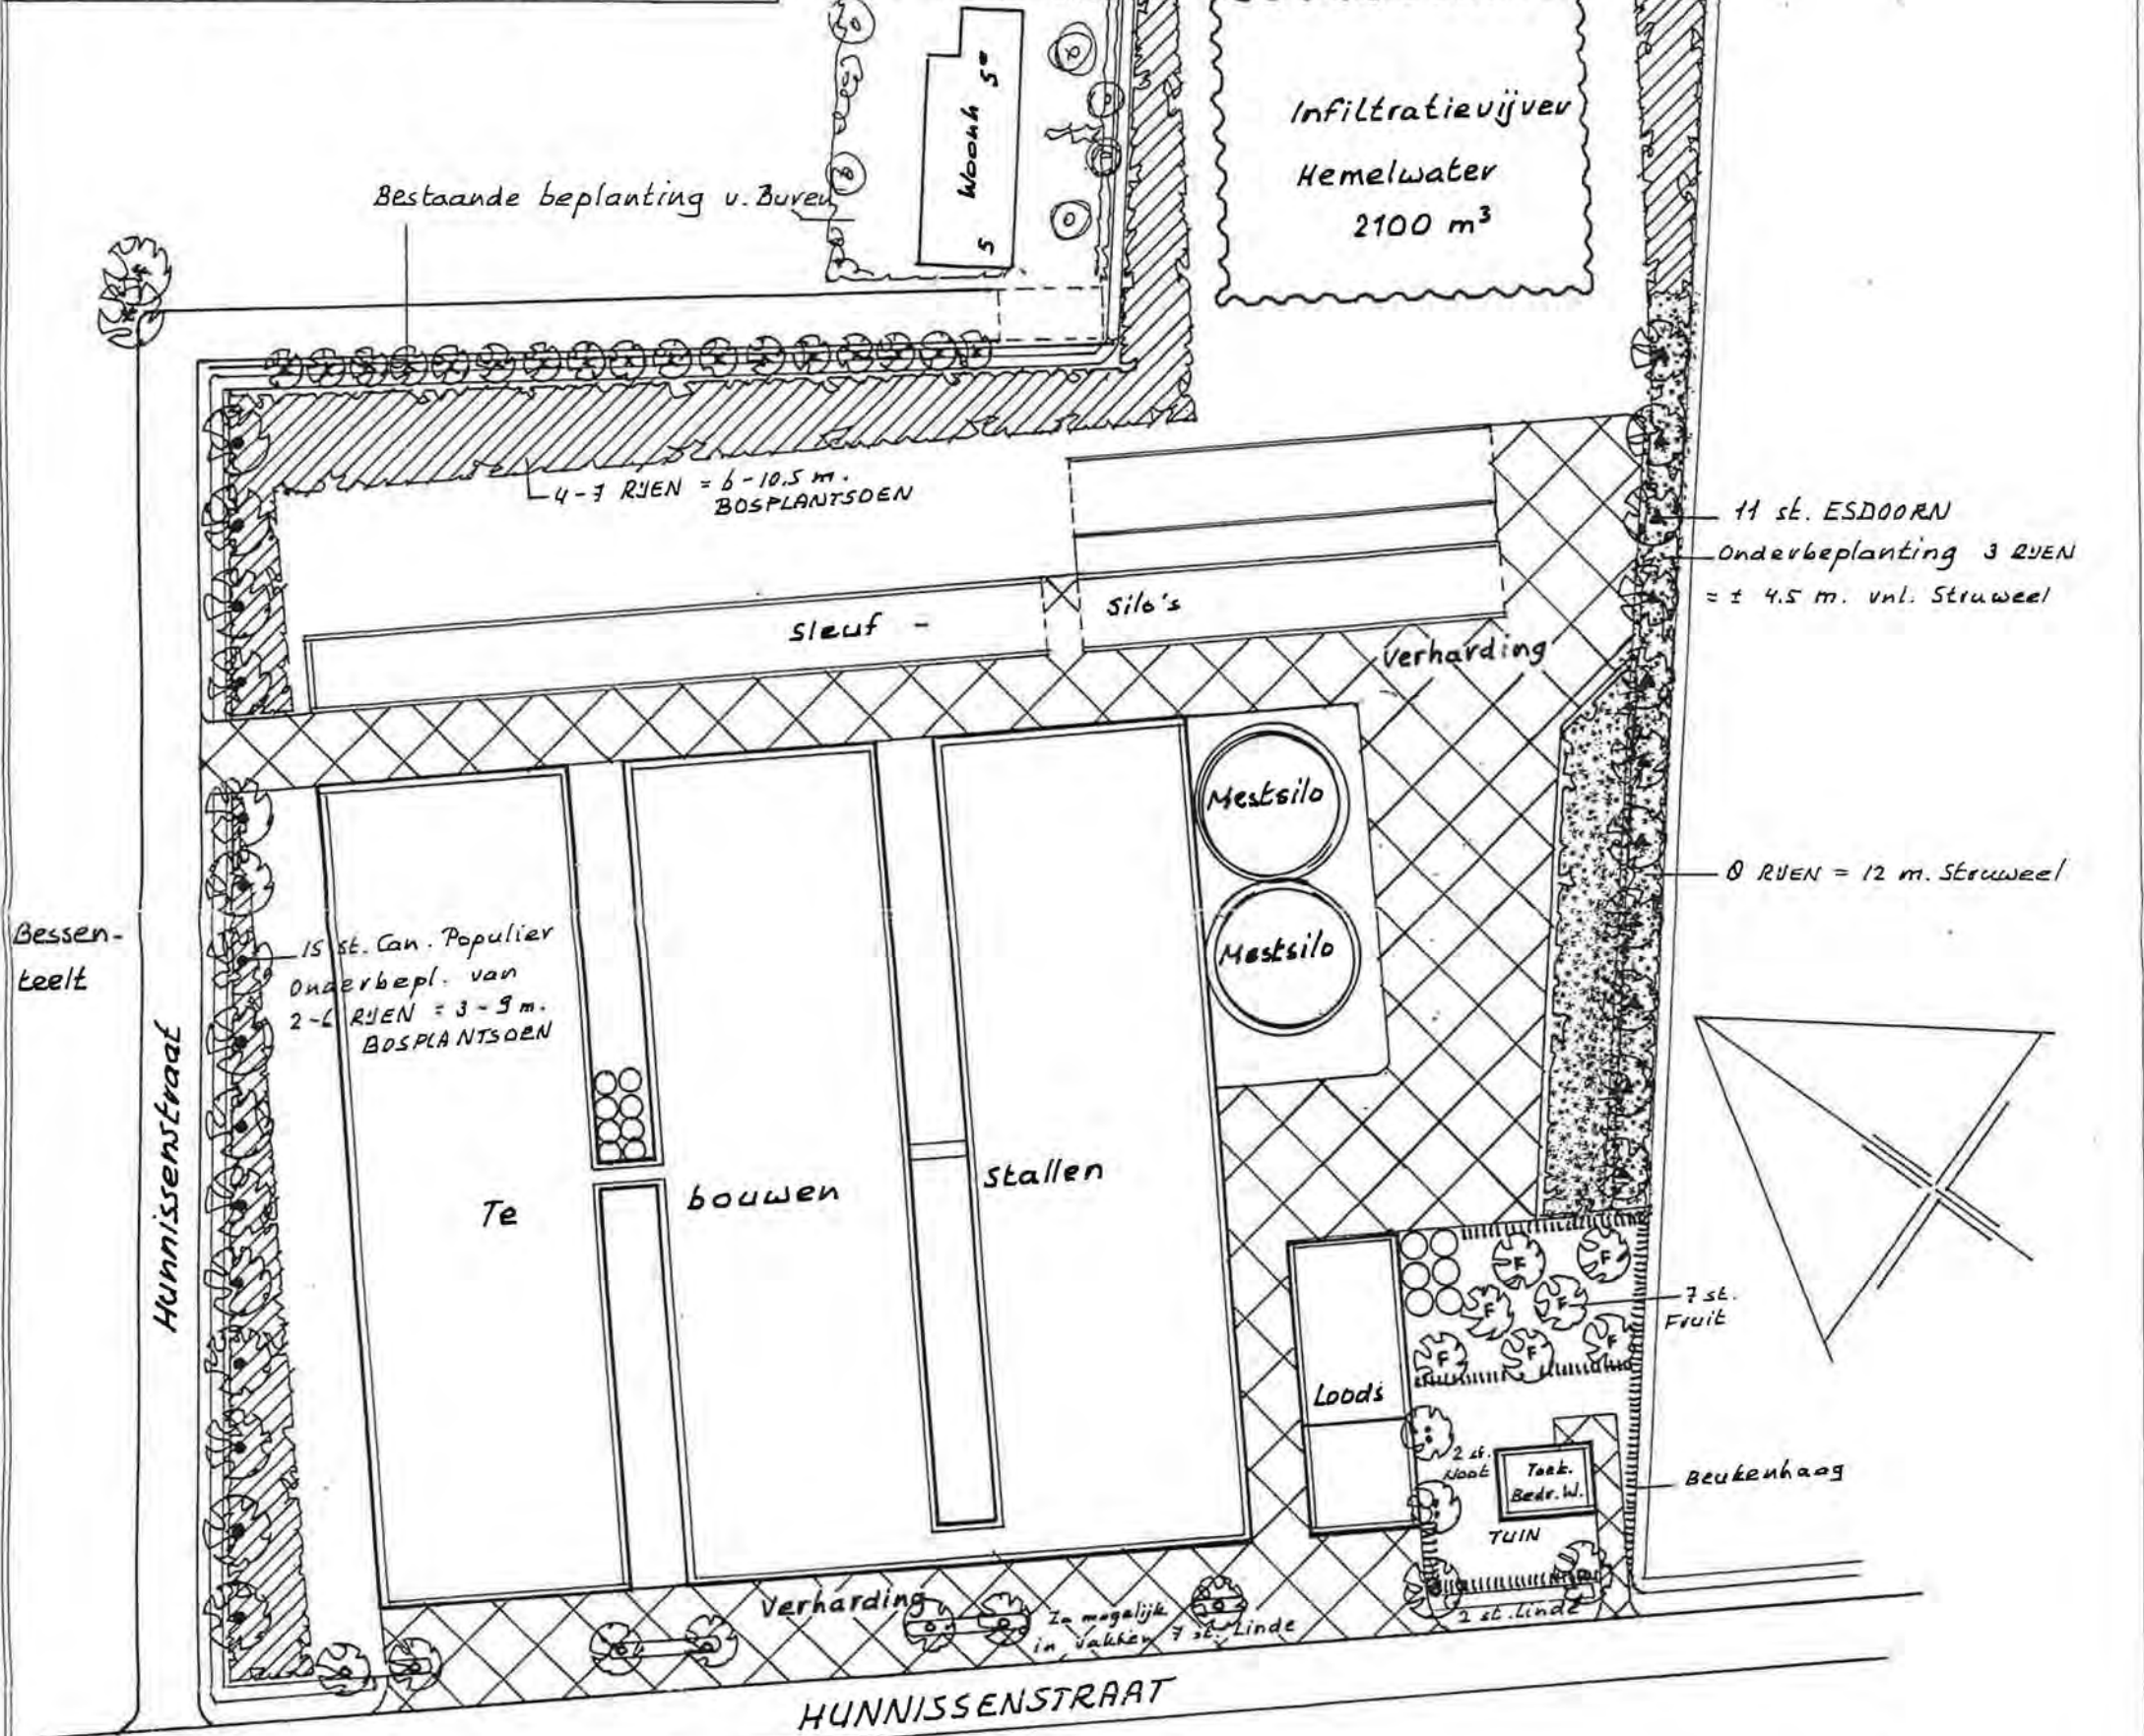 Woonh
Infiltratievijver
Hemelwater
2100 m³
Bestaande beplanting v. Buren
4-7 RIJEN = 6-10.5 m.
BOSPLANTSOEN
11 st. ESDOORN
Onderbeplanting 3 RIJEN
= ± 4.5 m. vnl. Struweel
Sleuf - Silo's
Verharding
Mestsilo
Mestsilo
8 RIJEN = 12 m. Struweel
Bessen-
teelt
15 st. Can. Populier
Onderbepl. van
2-6 RIJEN = 3-9 m.
BOSPLANTSOEN
Hunnissenstraat
Te bouwen Stallen
F
F
F
F
F
F
F
7 st.
Fruit
Loods
2 st.
Noot
Toek.
Bedr. W.
Beukenhaag
TUIN
Verharding
Zo mogelijk
in vakken 7 st. Linde
2 st. Linde
HUNNISSENSTRAAT